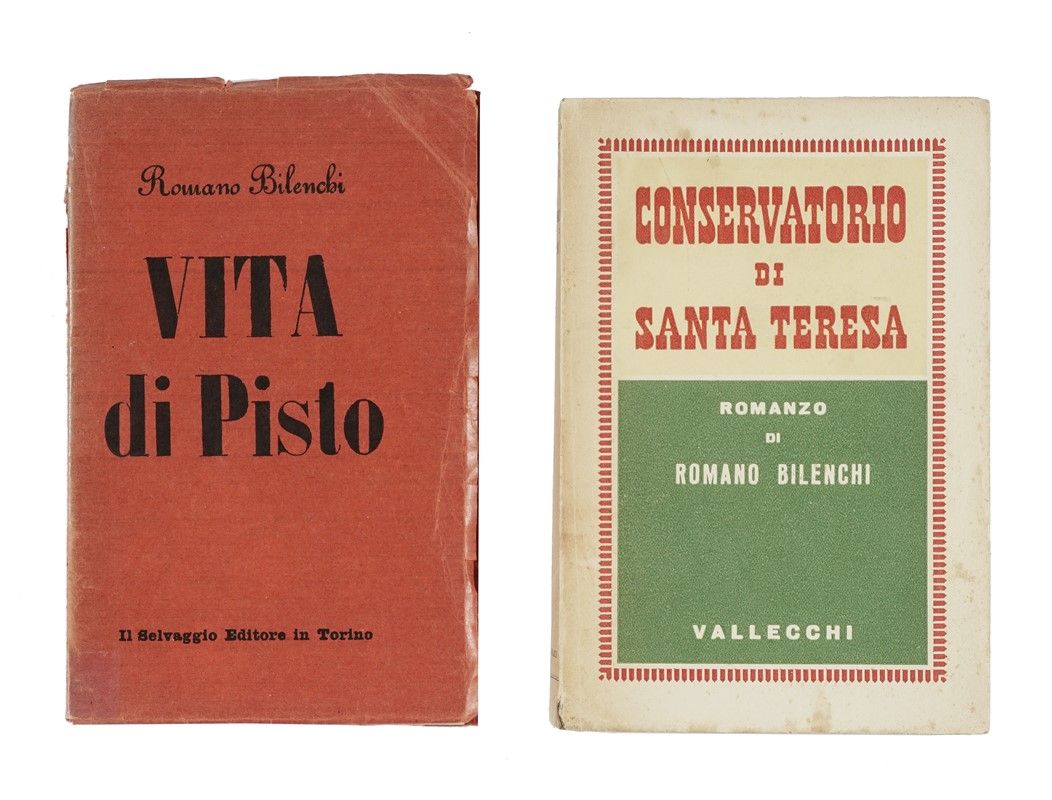 Romano Bilenchi
VITA
di Pisto
Il Selvaggio Editore in Torino
CONSERVATORIO
DI
SANTA TERESA
ROMANZO
DI
ROMANO BILENCHI
VALLECCHI